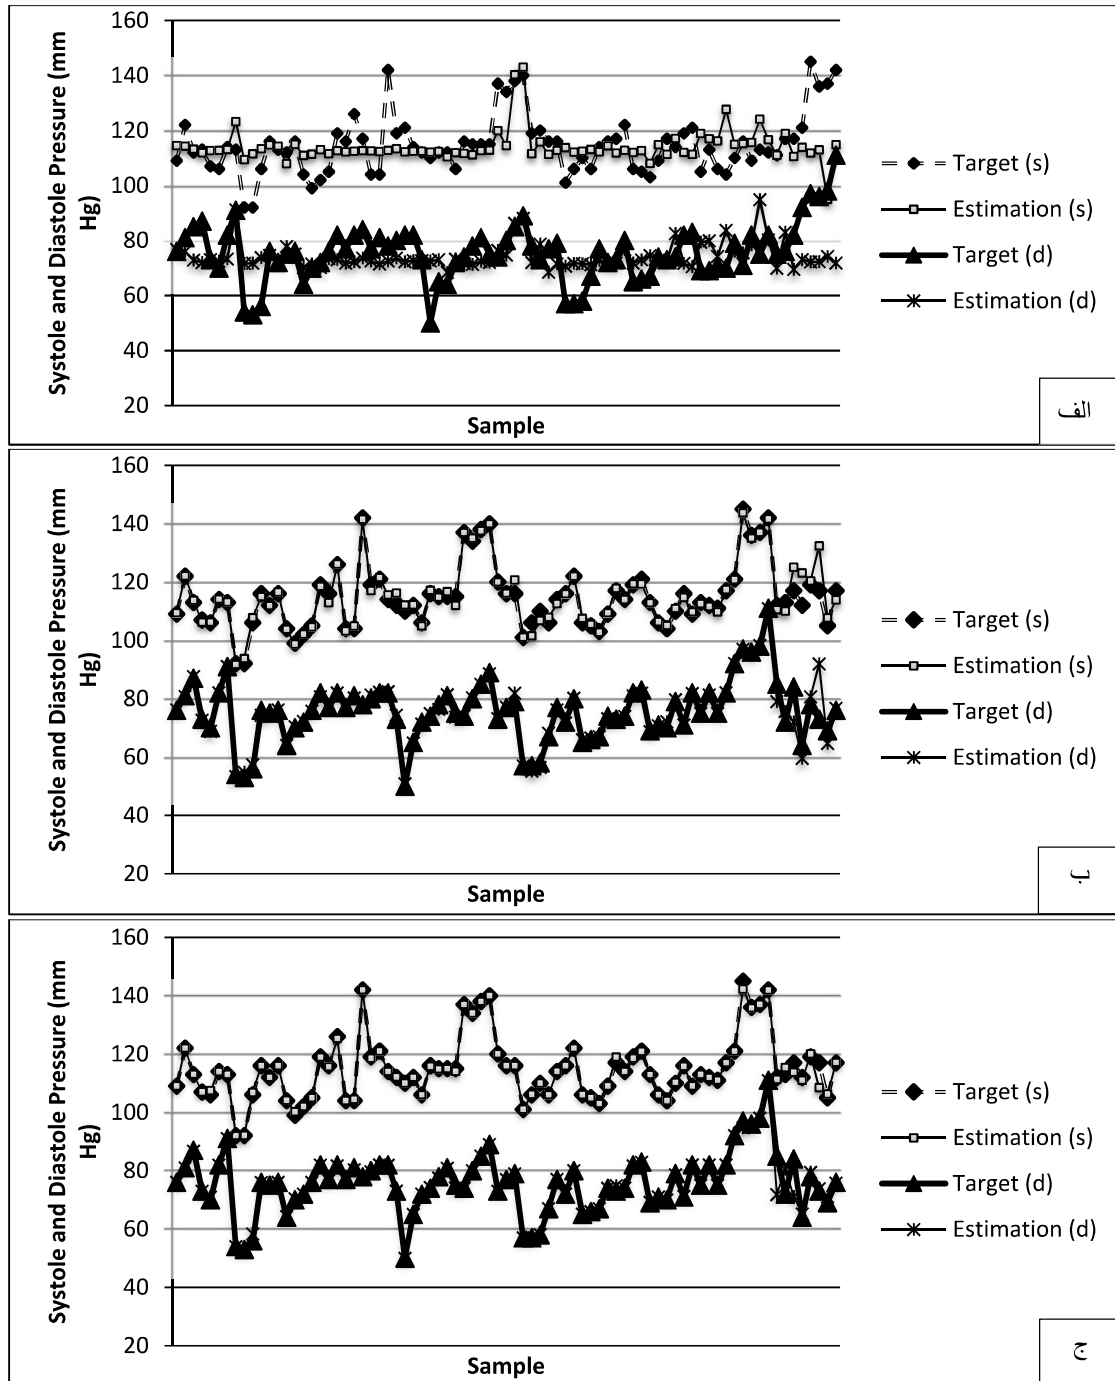 Systole and Diastole Pressure (mm
Hg)
160
140
120
100
80
60
40
20
Sample
Target (s)
Estimation (s)
Target (d)
Estimation (d)
الف
Systole and Diastole Pressure (mm
Hg)
160
140
120
100
80
60
40
20
Sample
Target (s)
Estimation (s)
Target (d)
Estimation (d)
ب
Systole and Diastole Pressure (mm
Hg)
160
140
120
100
80
60
40
20
Sample
Target (s)
Estimation (s)
Target (d)
Estimation (d)
ج